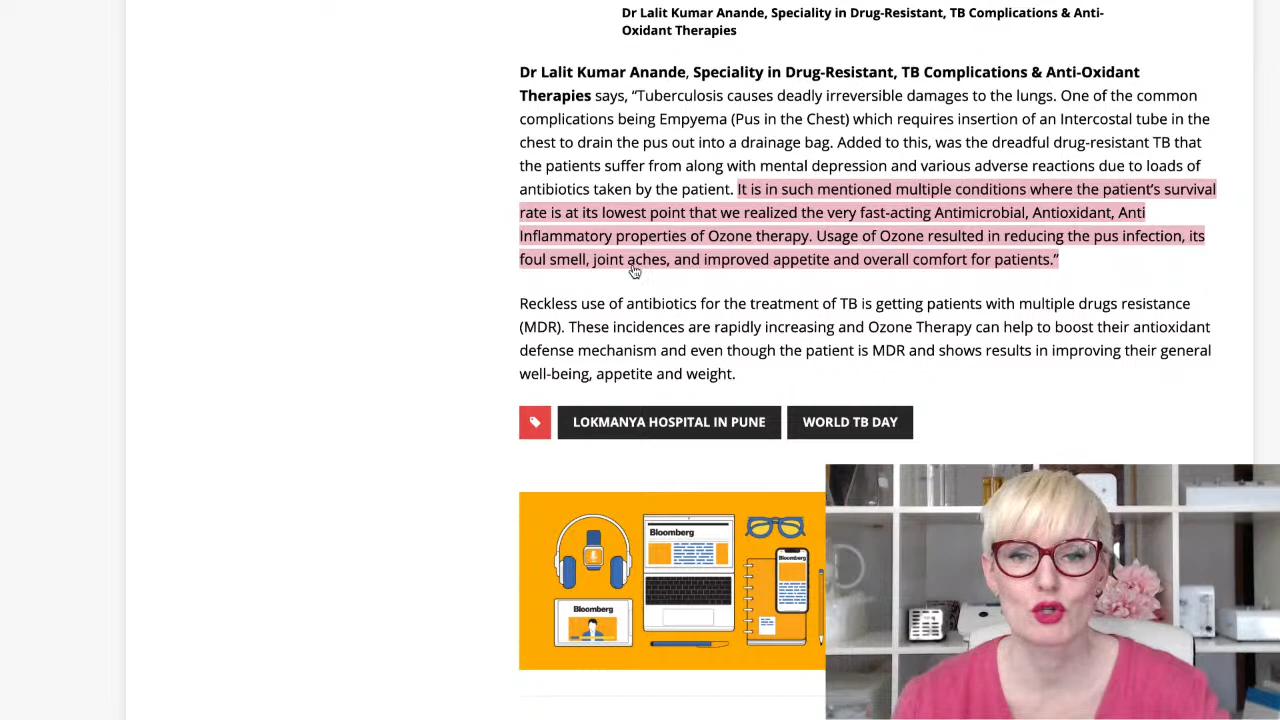 Dr Lalit Kumar Anande, Speciality in Drug-Resistant, TB Complications & Anti-
Oxidant Therapies
Dr Lalit Kumar Anande, Speciality in Drug-Resistant, TB Complications & Anti-Oxidant
Therapies says, “Tuberculosis causes deadly irreversible damages to the lungs. One of the common
complications being Empyema (Pus in the Chest) which requires insertion of an Intercostal tube in the
chest to drain the pus out into a drainage bag. Added to this, was the dreadful drug-resistant TB that
the patients suffer from along with mental depression and various adverse reactions due to loads of
antibiotics taken by the patient. It is in such mentioned multiple conditions where the patient’s survival
rate is at its lowest point that we realized the very fast-acting Antimicrobial, Antioxidant, Anti
Inflammatory properties of Ozone therapy. Usage of Ozone resulted in reducing the pus infection, its
foul smell, joint aches, and improved appetite and overall comfort for patients.”
Reckless use of antibiotics for the treatment of TB is getting patients with multiple drugs resistance
(MDR). These incidences are rapidly increasing and Ozone Therapy can help to boost their antioxidant
defense mechanism and even though the patient is MDR and shows results in improving their general
well-being, appetite and weight.
LOKMANYA HOSPITAL IN PUNE
WORLD TB DAY
Bloomberg
Bloomberg
Bloomberg